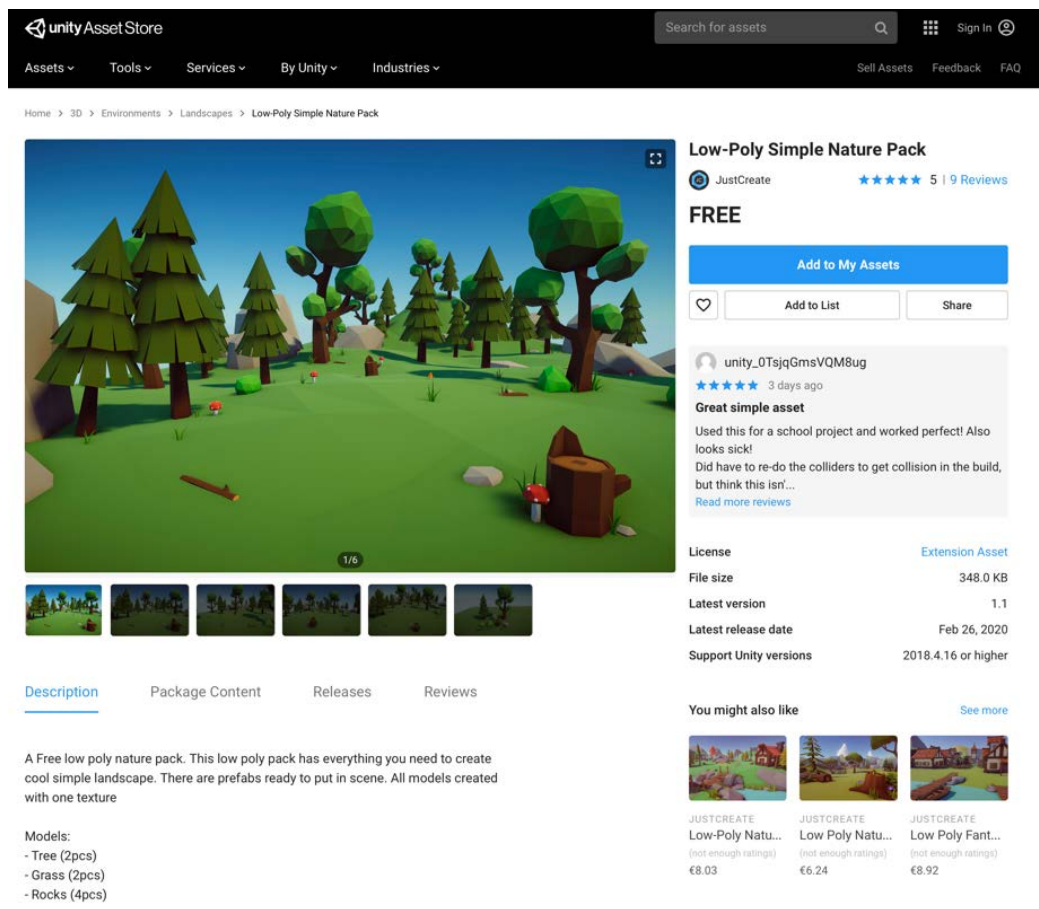 unity Asset Store
Search for assets
Sign In
Assets
Tools
Services
By Unity
Industries
Sell Assets
Feedback
FAQ
Home > 3D > Environments > Landscapes > Low-Poly Simple Nature Pack
1/6
Low-Poly Simple Nature Pack
JustCreate
5 | 9 Reviews
FREE
Add to My Assets
Add to List
Share
unity_0TsjqGmsVQM8ug
3 days ago
Great simple asset
Used this for a school project and worked perfect! Also
looks sick!
Did have to re-do the colliders to get collision in the build,
but think this isn'...
Read more reviews
License Extension Asset
File size 348.0 KB
Latest version 1.1
Latest release date Feb 26, 2020
Support Unity versions 2018.4.16 or higher
Description
Package Content
Releases
Reviews
A Free low poly nature pack. This low poly pack has everything you need to create
cool simple landscape. There are prefabs ready to put in scene. All models created
with one texture
Models:
- Tree (2pcs)
- Grass (2pcs)
- Rocks (4pcs)
You might also like
See more
JUSTCREATE
Low-Poly Natu...
(not enough ratings)
€8.03
JUSTCREATE
Low Poly Natu...
(not enough ratings)
€6.24
JUSTCREATE
Low Poly Fant...
(not enough ratings)
€8.92